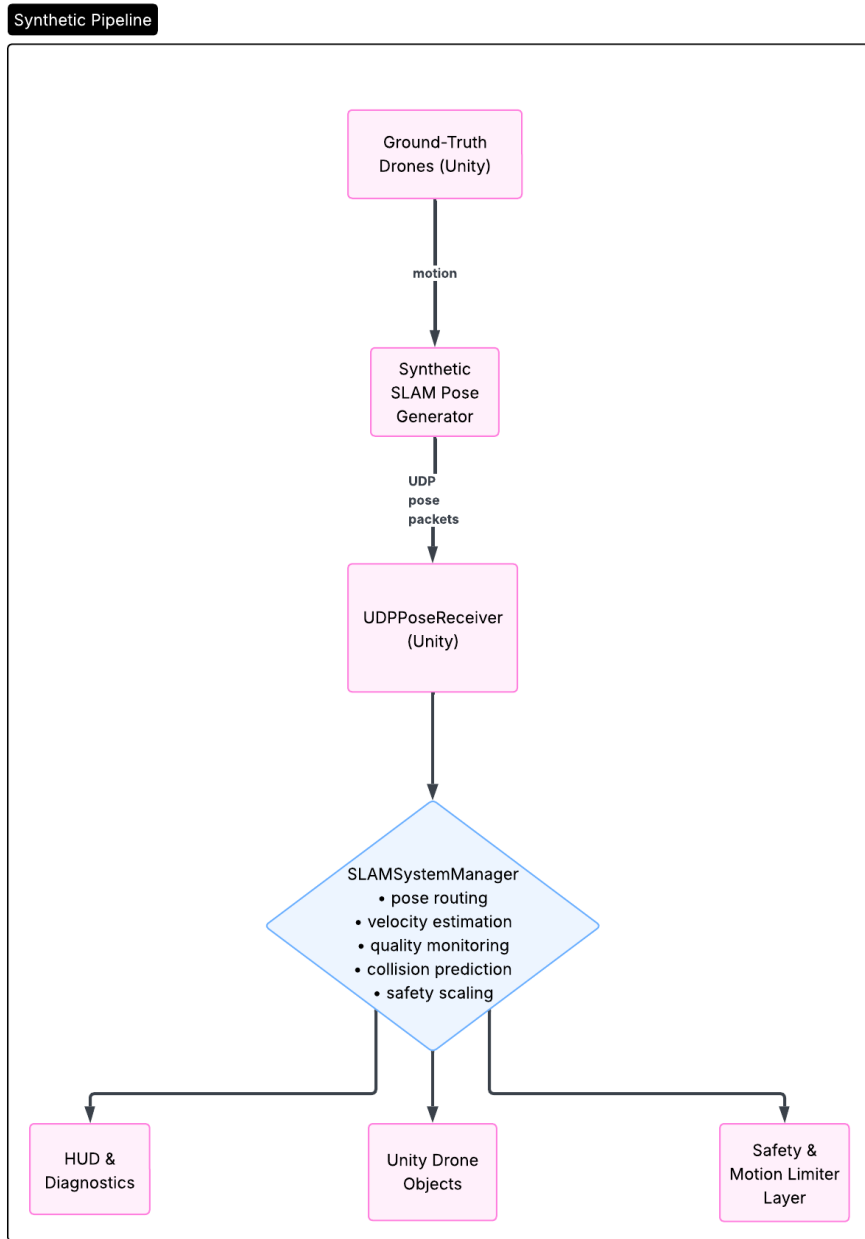 Synthetic Pipeline
Ground-Truth
Drones (Unity)
motion
Synthetic
SLAM Pose
Generator
UDP
pose
packets
UDPPoseReceiver
(Unity)
SLAMSystemManager
• pose routing
• velocity estimation
• quality monitoring
• collision prediction
• safety scaling
HUD &
Diagnostics
Unity Drone
Objects
Safety &
Motion Limiter
Layer